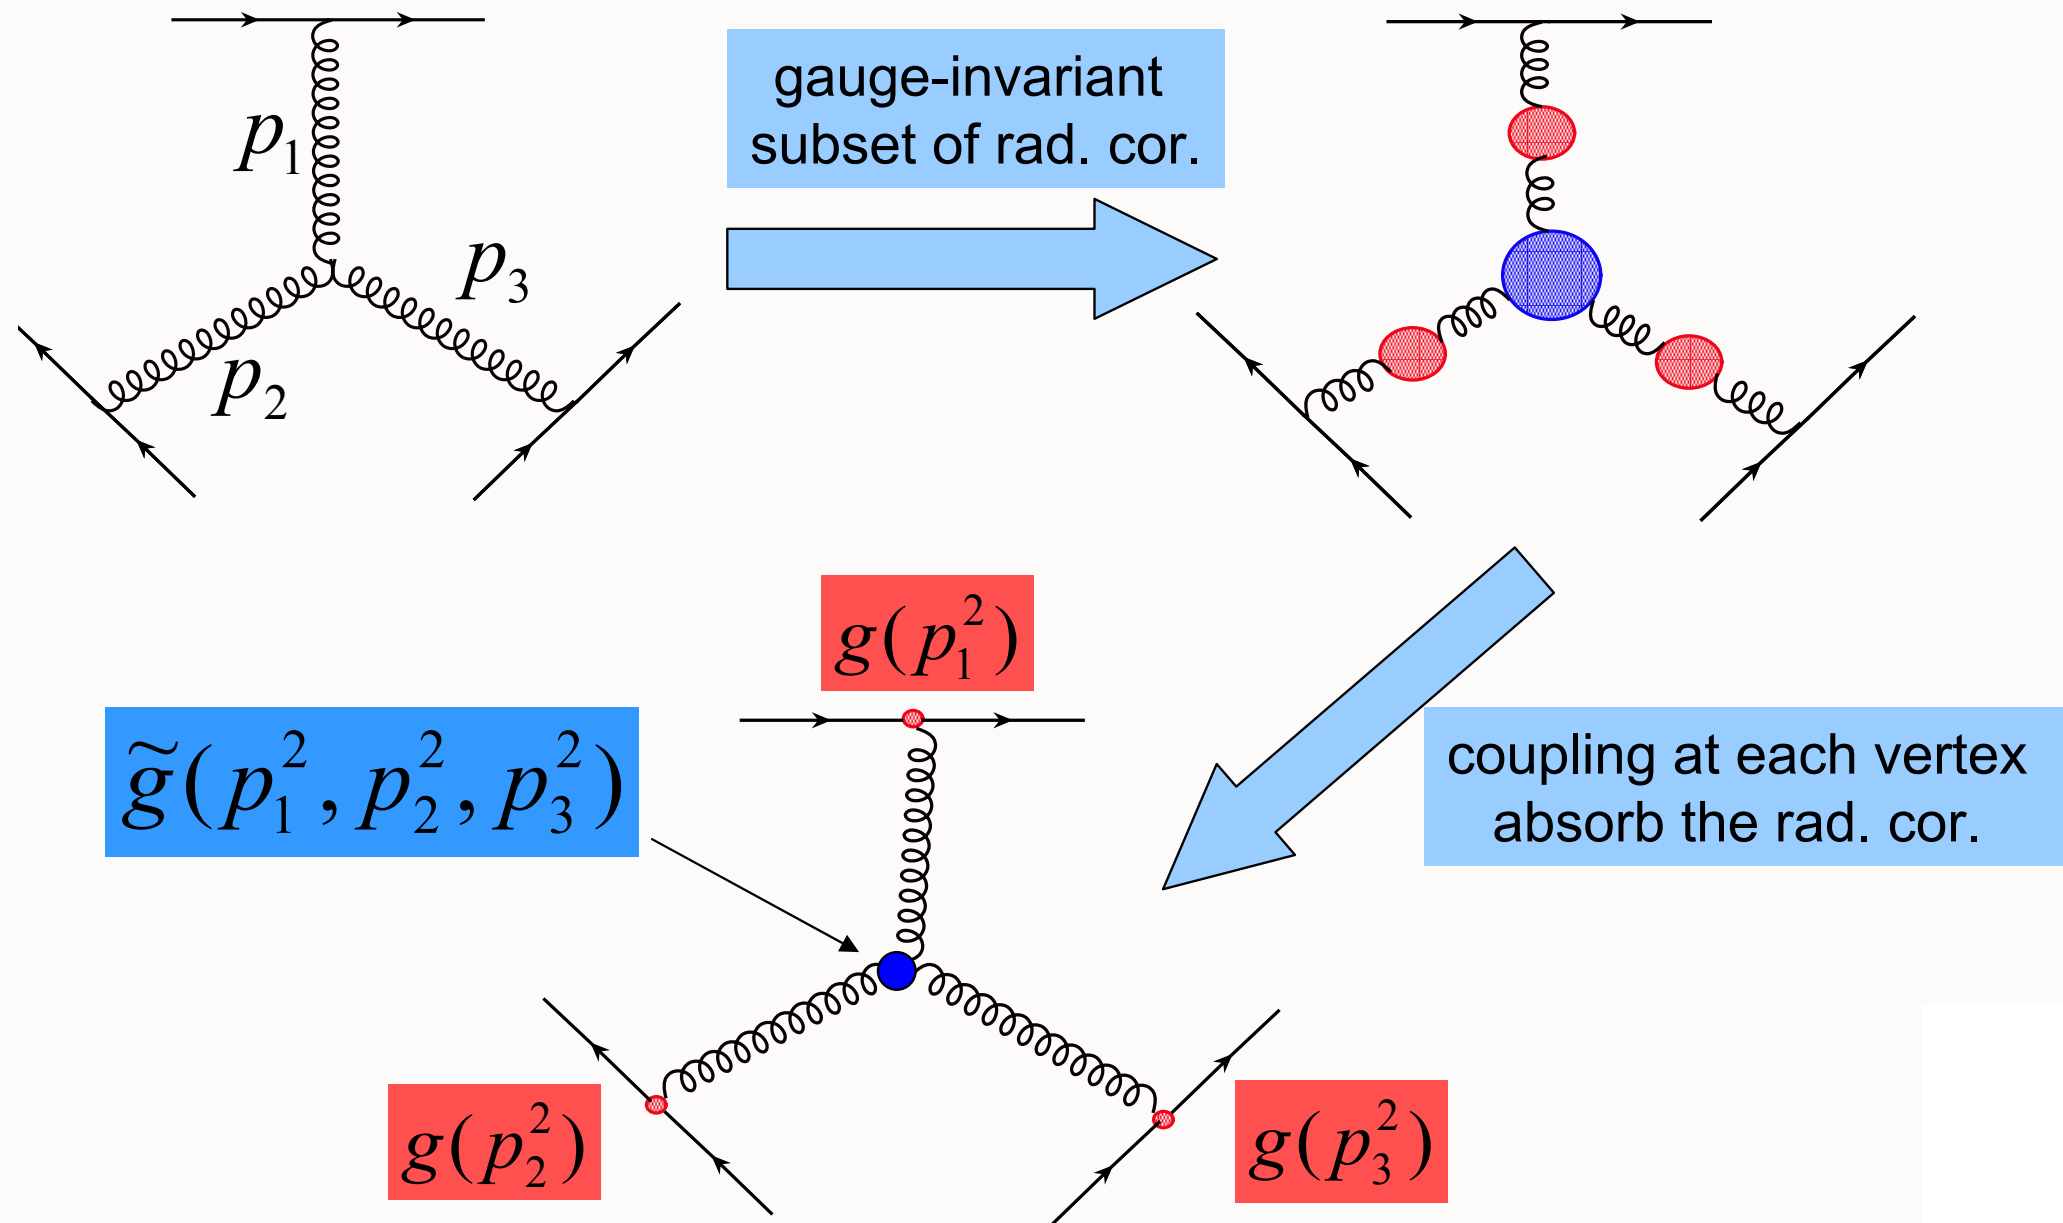 p₁
p₃
p₂
gauge-invariant
subset of rad. cor.
g(p₁²)
g̃(p₁², p₂², p₃²)
coupling at each vertex
absorb the rad. cor.
g(p₂²)
g(p₃²)